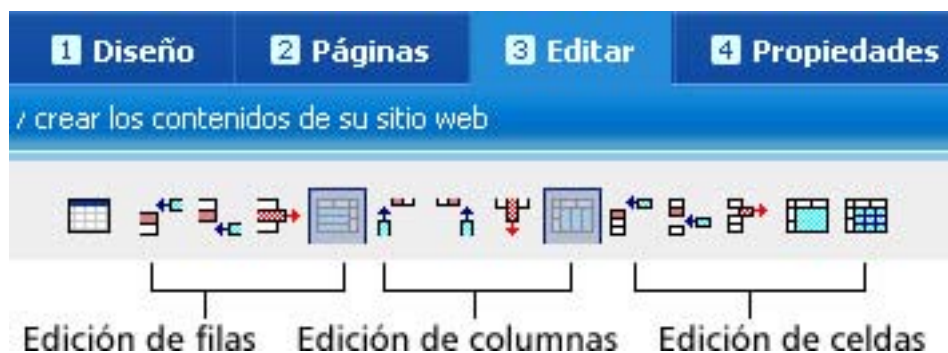 1 Diseño 2 Páginas 3 Editar 4 Propiedades
crear los contenidos de su sitio web
Edición de filas Edición de columnas Edición de celdas